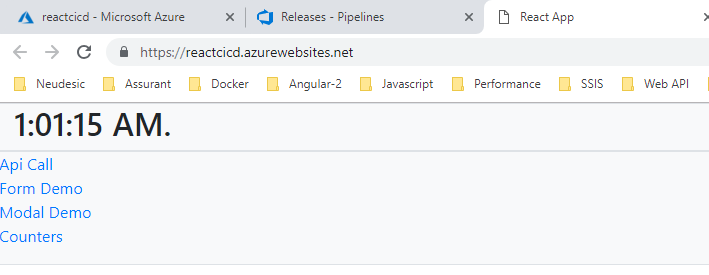 reactcicd - Microsoft Azure
Releases - Pipelines
React App
https://reactcicd.azurewebsites.net
Neudesic
Assurant
Docker
Angular-2
Javascript
Performance
SSIS
Web API
1:01:15 AM.
Api Call
Form Demo
Modal Demo
Counters